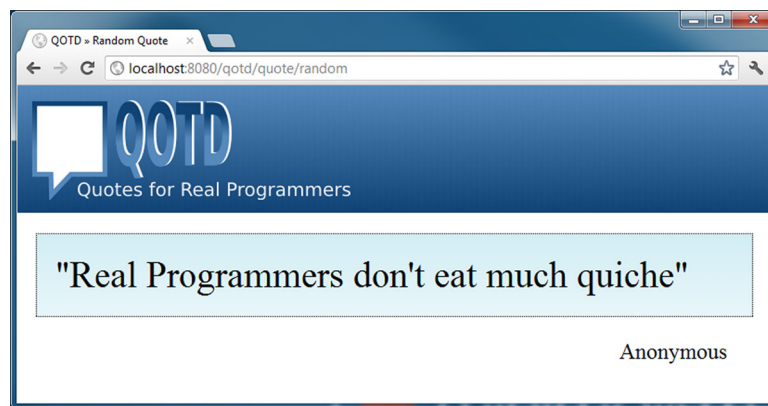 QOTD » Random Quote
localhost:8080/qotd/quote/random
QOTD
Quotes for Real Programmers
"Real Programmers don't eat much quiche"
Anonymous